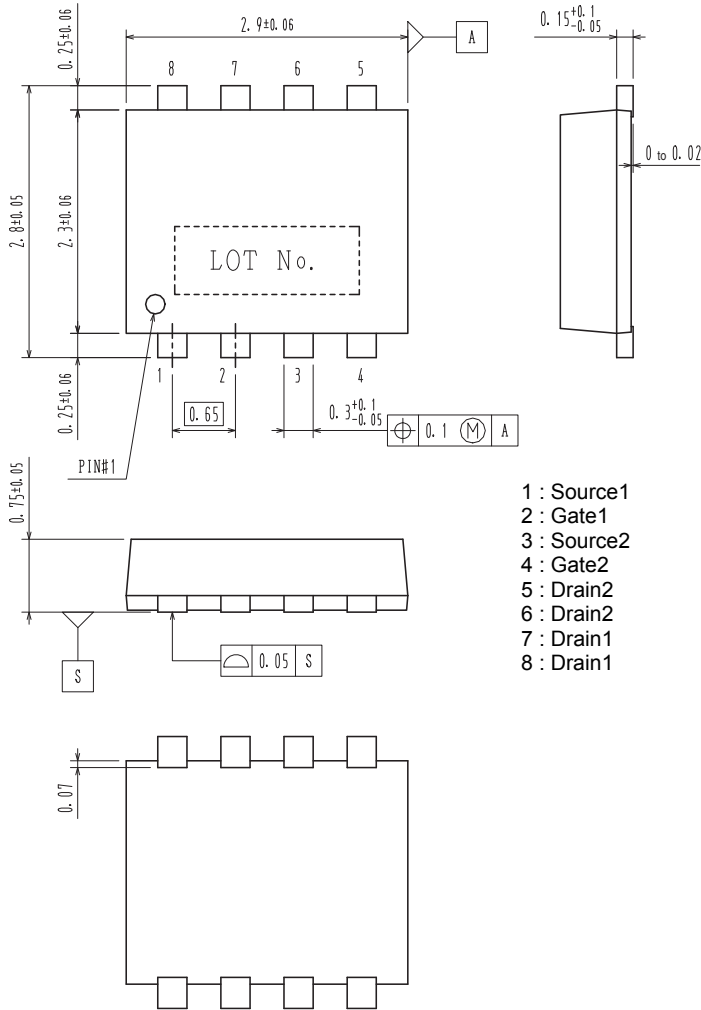 2.9±0.06
A
0.15+0.1
-0.05
0.25±0.06
8 7 6 5
0 to 0.02
2.8±0.05
2.3±0.06
LOT No.
1 2 3 4
0.25±0.06
0.65
0.3+0.1
-0.05
0.1 Ⓜ A
PIN#1
0.75±0.05
1 : Source1
2 : Gate1
3 : Source2
4 : Gate2
5 : Drain2
6 : Drain2
7 : Drain1
8 : Drain1
0.05 S
S
0.07